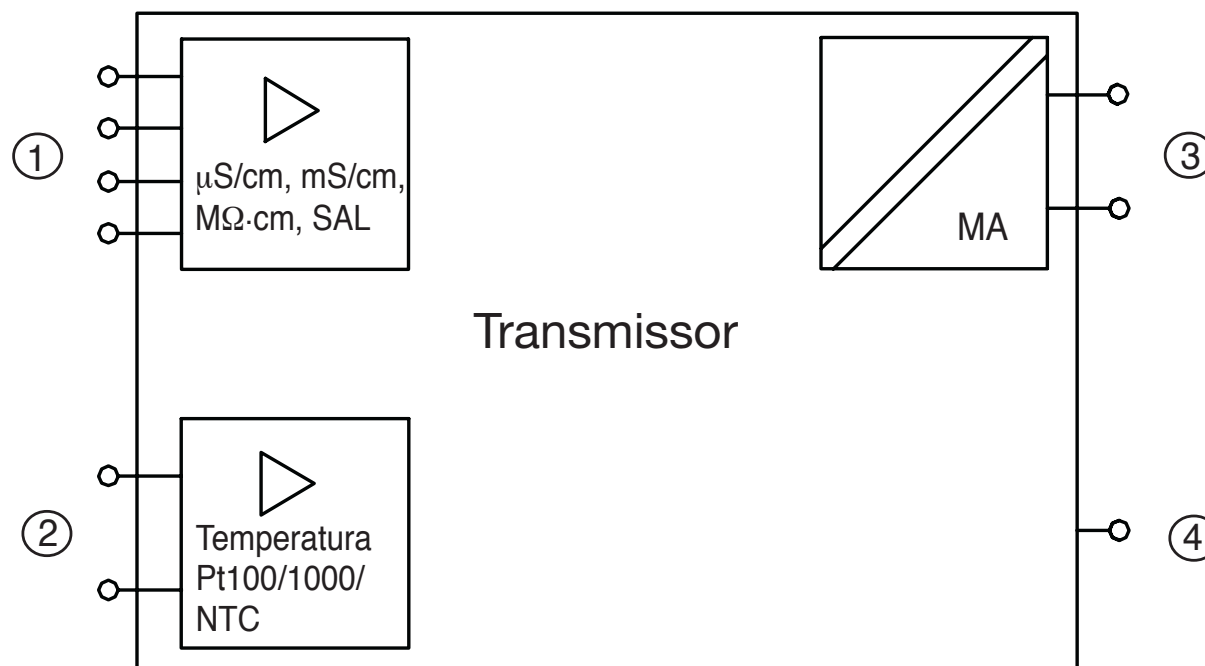 1
μS/cm, mS/cm,
MΩ·cm, SAL
MA
3
Transmissor
2
Temperatura
Pt100/1000/
NTC
4